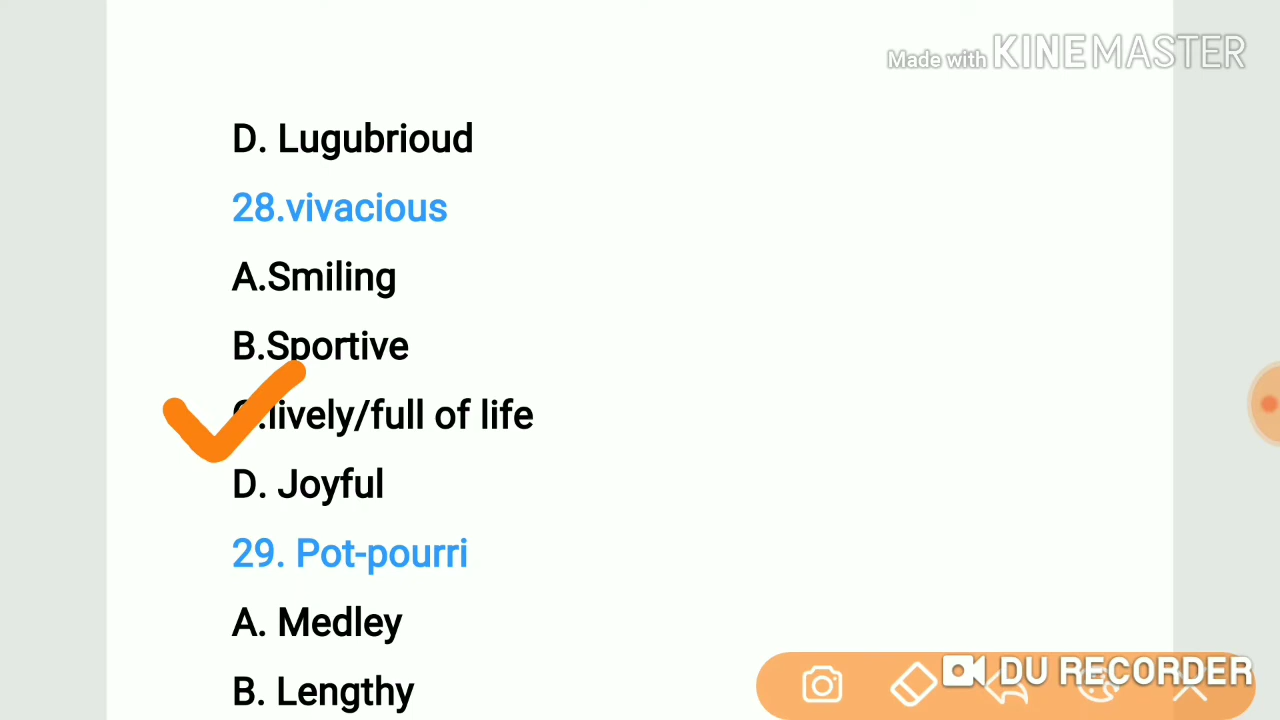 Made with KINEMASTER
D. Lugubrioud
28.vivacious
A.Smiling
B.Sportive
C.lively/full of life
D. Joyful
29. Pot-pourri
A. Medley
B. Lengthy
DU RECORDER